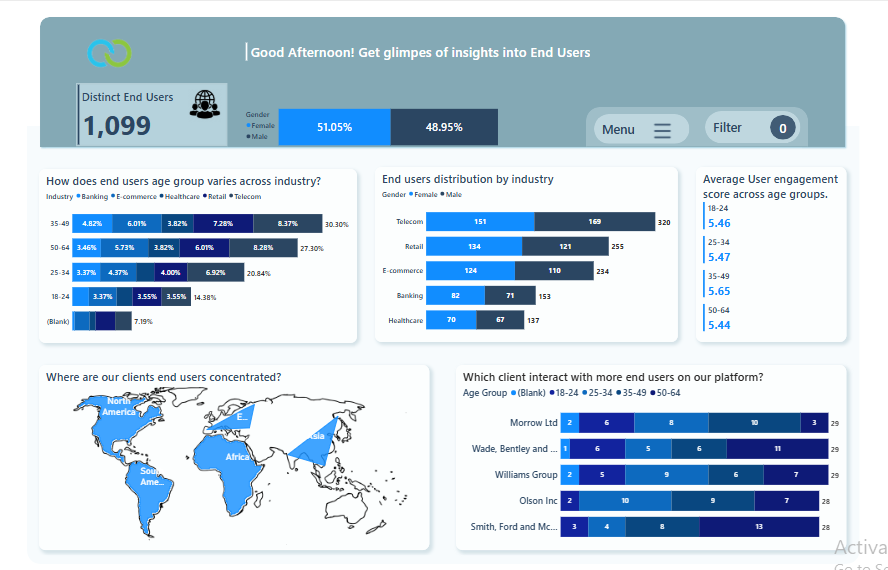 Good Afternoon! Get glimpes of insights into End Users
Distinct End Users
1,099
Gender
Female
Male
51.05%
48.95%
Menu
Filter
0
How does end users age group varies across industry?
Industry Banking E-commerce Healthcare Retail Telecom
35-49 4.82% 6.01% 3.82% 7.28% 8.37% 30.30%
50-64 3.46% 5.73% 3.82% 6.01% 8.28% 27.30%
25-34 3.37% 4.37% 4.00% 6.92% 20.84%
18-24 3.37% 3.55% 3.55% 14.38%
(Blank) 7.19%
End users distribution by industry
Gender Female Male
Telecom 151 169 320
Retail 134 121 255
E-commerce 124 110 234
Banking 82 71 153
Healthcare 70 67 137
Average User engagement
score across age groups.
18-24
5.46
25-34
5.47
35-49
5.65
50-64
5.44
Where are our clients end users concentrated?
North
America
E...
Asia
Africa
Sou
Ame...
Which client interact with more end users on our platform?
Age Group (Blank) 18-24 25-34 35-49 50-64
Morrow Ltd 2 6 8 10 3 29
Wade, Bentley and ... 1 6 5 6 11 29
Williams Group 2 5 9 6 7 29
Olson Inc 2 10 9 7 28
Smith, Ford and Mc... 3 4 8 13 28
Activa